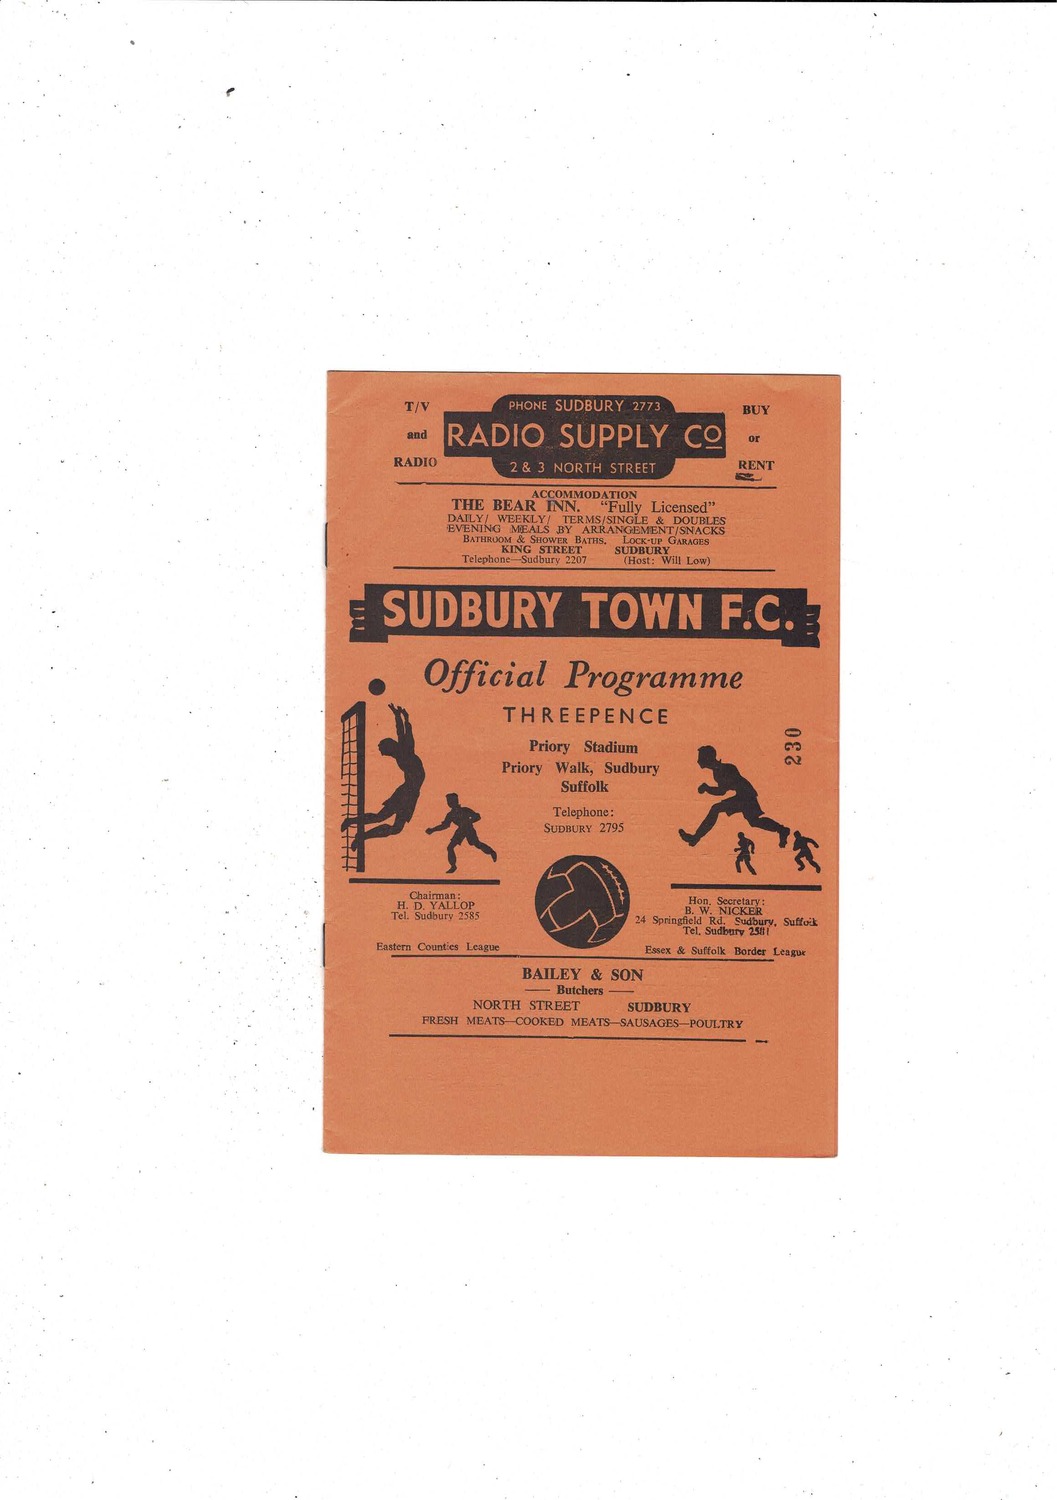 T/V
and
RADIO
PHONE SUDBURY 2773
RADIO SUPPLY Co
2 & 3 NORTH STREET
BUY
or
RENT
ACCOMMODATION
THE BEAR INN. "Fully Licensed"
DAILY/ WEEKLY/ TERMS/SINGLE & DOUBLES
EVENING MEALS BY ARRANGEMENT/SNACKS
BATHROOM & SHOWER BATHS. LOCK-UP GARAGES
KING STREET SUDBURY
Telephone—Sudbury 2207 (Host: Will Low)
SUDBURY TOWN F.C.
Official Programme
THREEPENCE
230
Priory Stadium
Priory Walk, Sudbury
Suffolk
Telephone:
SUDBURY 2795
Chairman:
H. D. YALLOP
Tel. Sudbury 2585
Eastern Counties League
Hon. Secretary:
B. W. NICKER
24 Springfield Rd. Sudbury, Suffolk
Tel. Sudbury 2581
Essex & Suffolk Border League
BAILEY & SON
— Butchers —
NORTH STREET SUDBURY
FRESH MEATS—COOKED MEATS—SAUSAGES—POULTRY